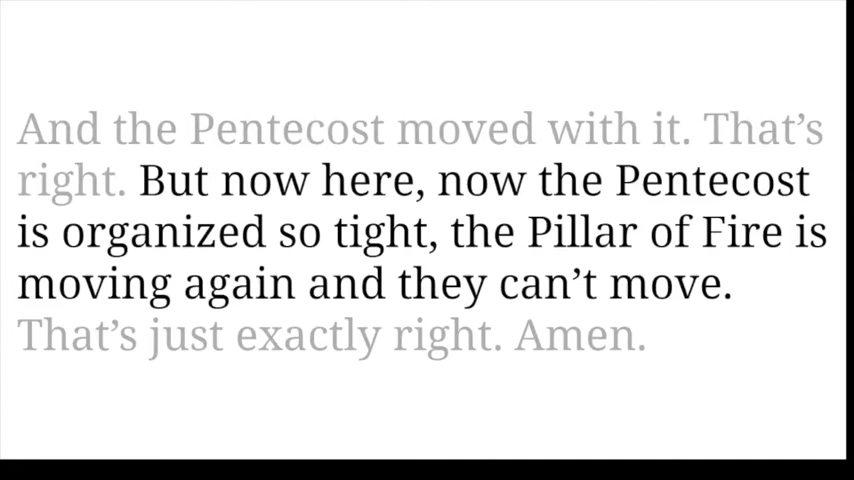 And the Pentecost moved with it. That’s
right. But now here, now the Pentecost
is organized so tight, the Pillar of Fire is
moving again and they can’t move.
That’s just exactly right. Amen.